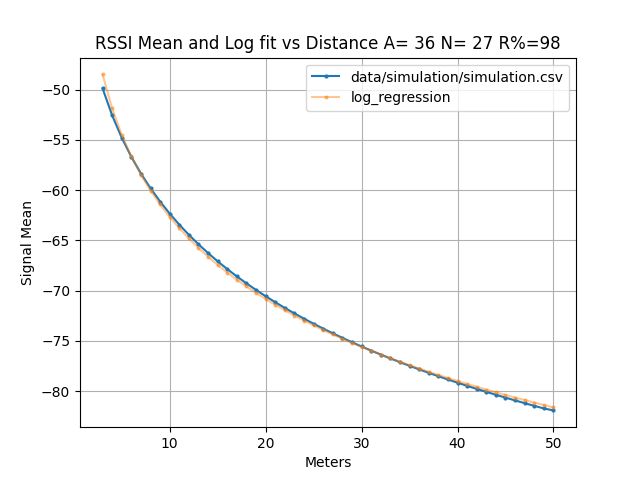 RSSI Mean and Log fit vs Distance A= 36 N= 27 R%=98
data/simulation/simulation.csv
log_regression
Signal Mean
−50
−55
−60
−65
−70
−75
−80
10
20
30
40
50
Meters